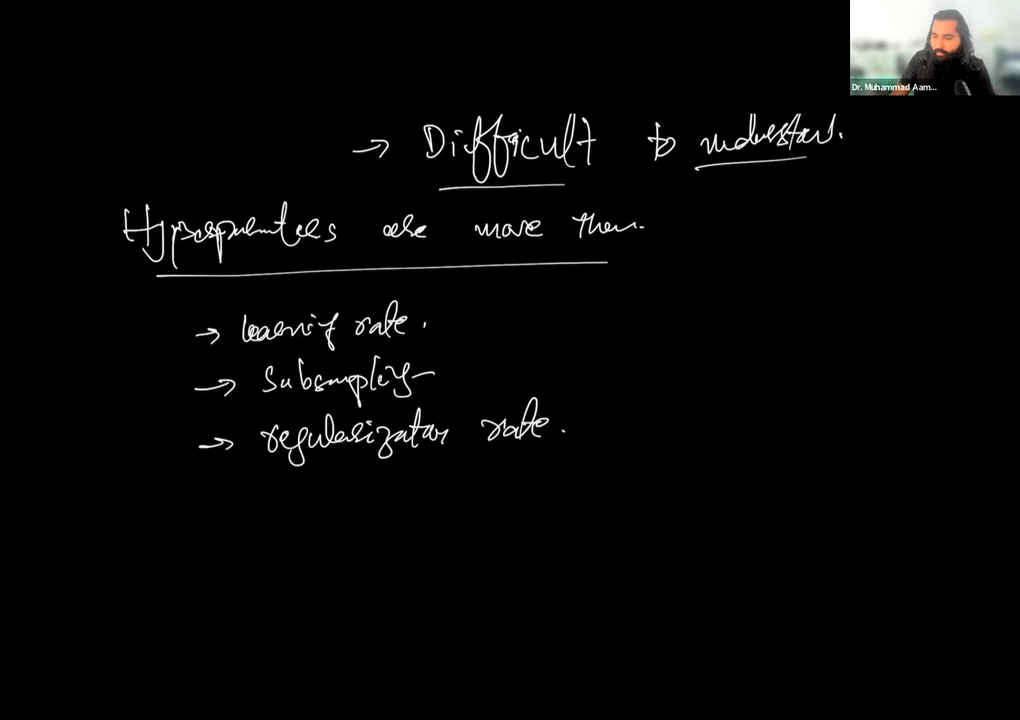 Dr. Muhammad Aam...
→ Difficult to understand.
Hyperparameters are more then.
→ learning rate.
→ Subsampling
→ regularization rate.